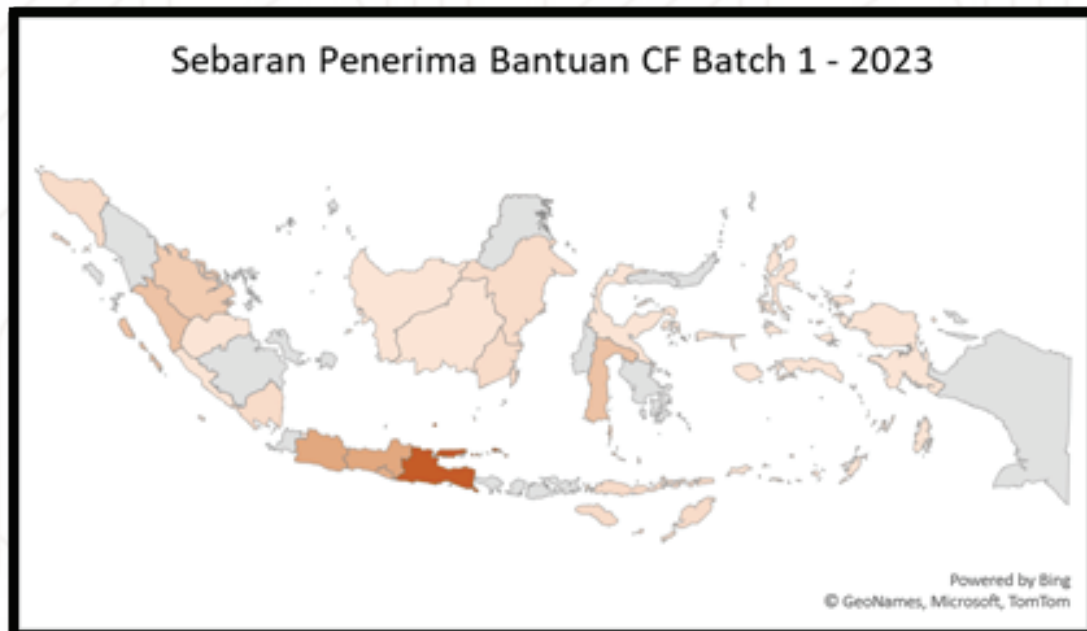 Sebaran Penerima Bantuan CF Batch 1 - 2023
Powered by Bing
© GeoNames, Microsoft, TomTom